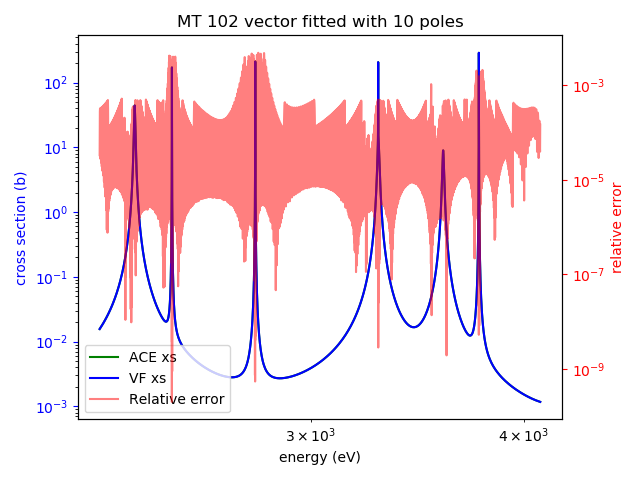 MT 102 vector fitted with 10 poles
cross section (b)
10²
10¹
10⁰
10⁻¹
10⁻²
10⁻³
ACE xs
VF xs
Relative error
3 × 10³
4 × 10³
energy (eV)
10⁻³
10⁻⁵
10⁻⁷
10⁻⁹
relative error